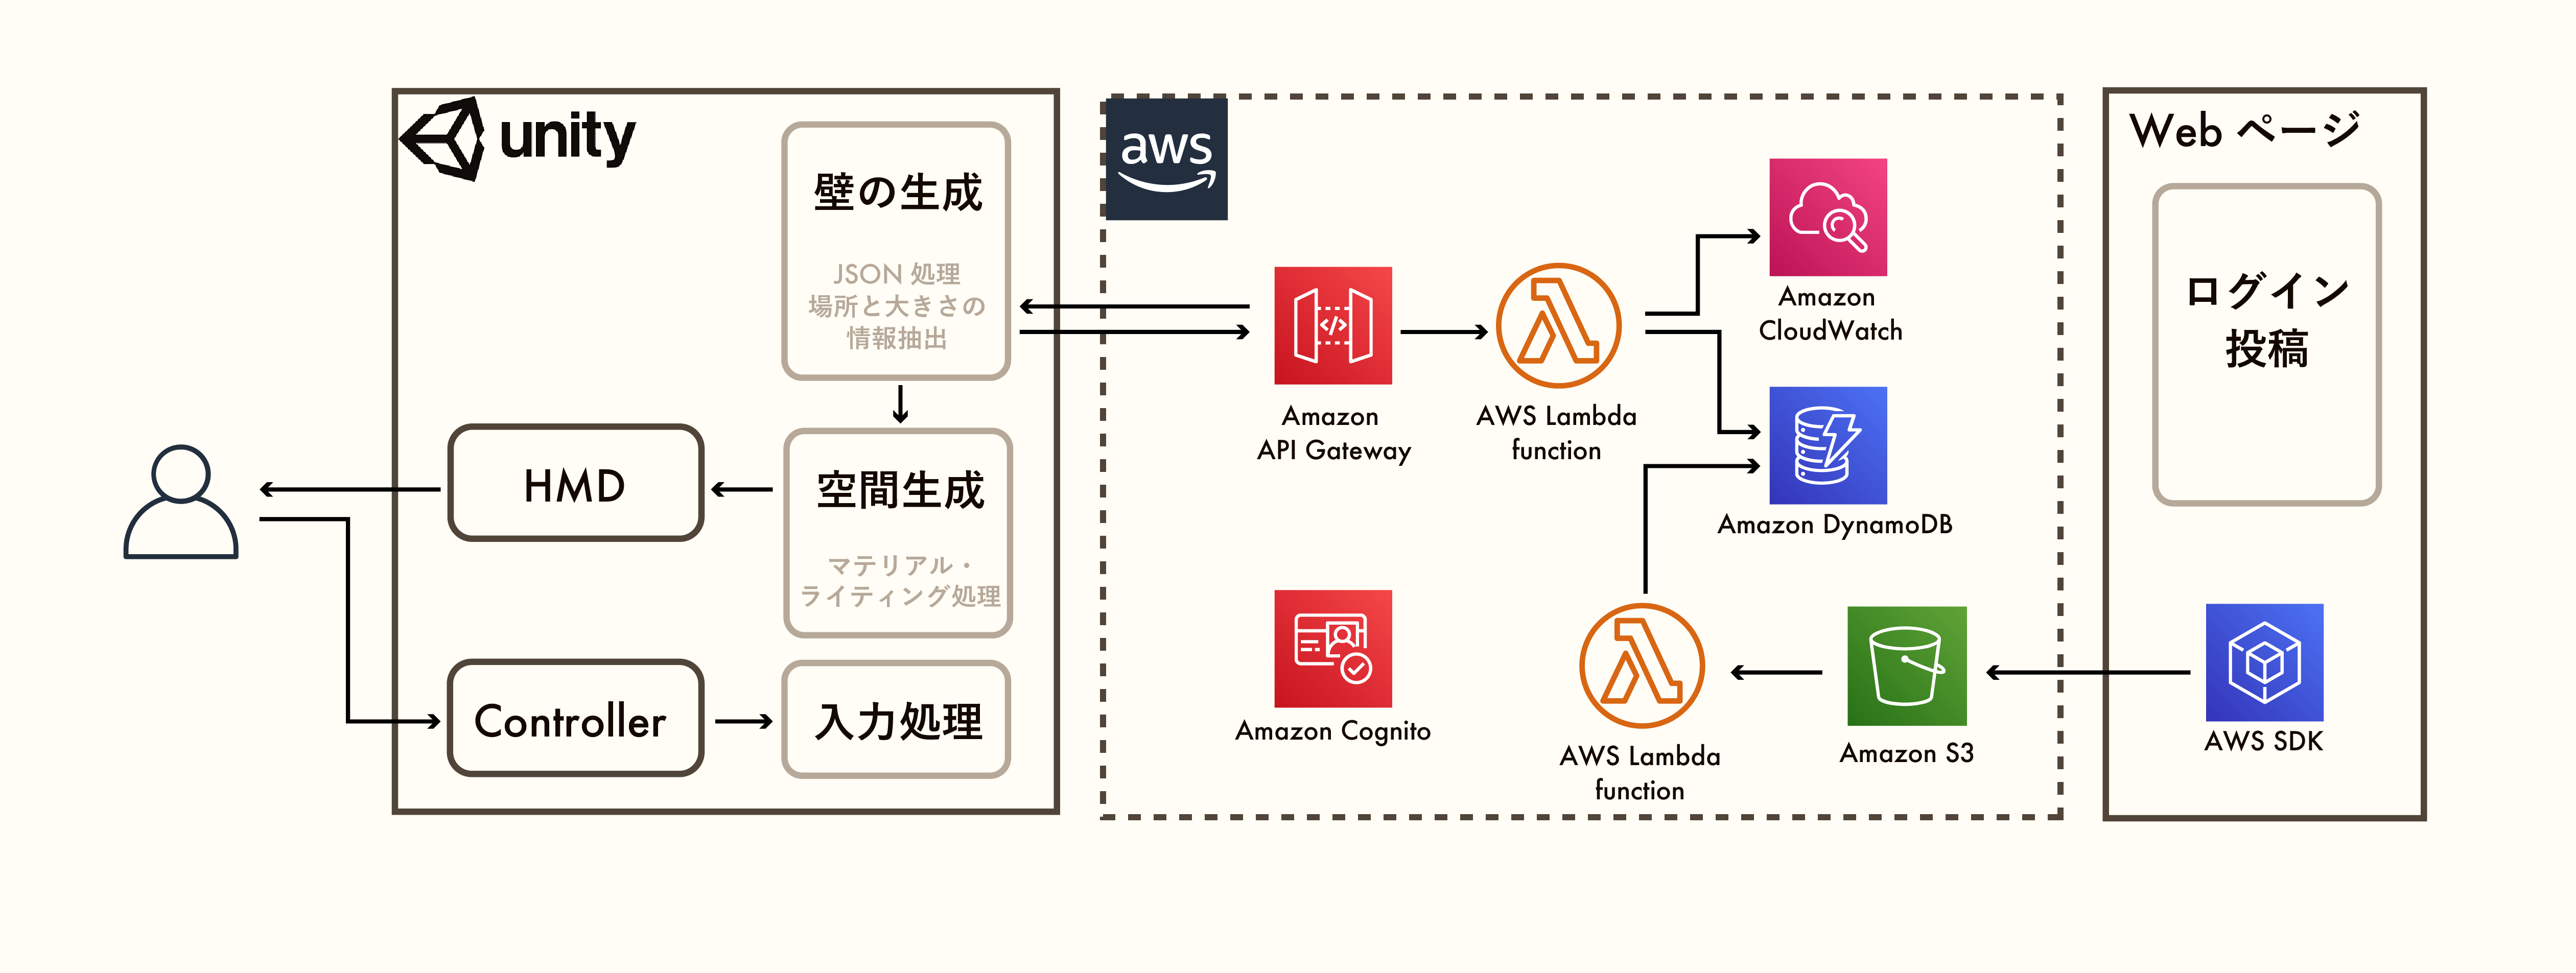 unity
壁の生成
JSON 処理
場所と大きさの
情報抽出
HMD
空間生成
マテリアル・
ライティング処理
Controller
入力処理
aws
Amazon
API Gateway
AWS Lambda
function
Amazon
CloudWatch
Amazon DynamoDB
Amazon Cognito
AWS Lambda
function
Amazon S3
Web ページ
ログイン
投稿
AWS SDK